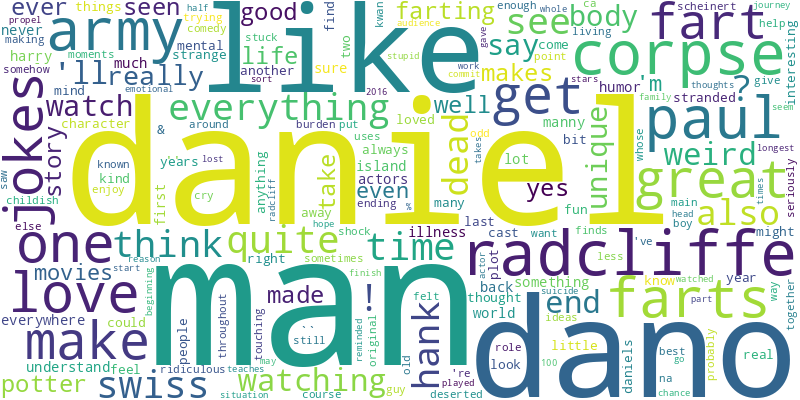 ever things
half
trying
seen
good
farting
see
body
fart
scheinert
ca
journey
never
making
harry
moments
comedy
propel
army
like
kwan
audience
enough
whole
find
say
come
living
go
help
interesting
somehow
stuck
life
two
mental
strange
'll
really
much
another
sort
gave
stupid
work
commit
point
corpse
'm
things
thoughts
give
jokes
watch
mind
emotional
sure
2016
makes
stars
humor
stranded
family
seem
everything
well
get
?
character
&
around
burden
put
loved
odd
manny
paul
story
daniel
dead
unique
bit
whose
longest
known
years
lost
uses
always
takes
lot
weird
saw
kind
island
great
seriously
enjoy
cry
anything
take
actors
even
yes
childish
first
radcliff
ending
many
fun
main
times
also
else
one
think
quite
away
hope
shock
time
illness
last
cast
want
finds
head
boy
might
reason
right
sometimes
finish
plot
radcliffe
less
've
movies
love
start
man
made
!
hank
back
something
know
watched
year
way
beginning
felt
thought
actor
suicide
end
farts
part
together
everywhere
could
people
throughout
touching
``
still
reminded
original
world
ideas
probably
make
understand
feel
ridiculous
may
're
role
dano
little
daniels
best
real
potter
swiss
teaches
watching
guy
old
played
look
100
na
go
chance
situation
course
deserted